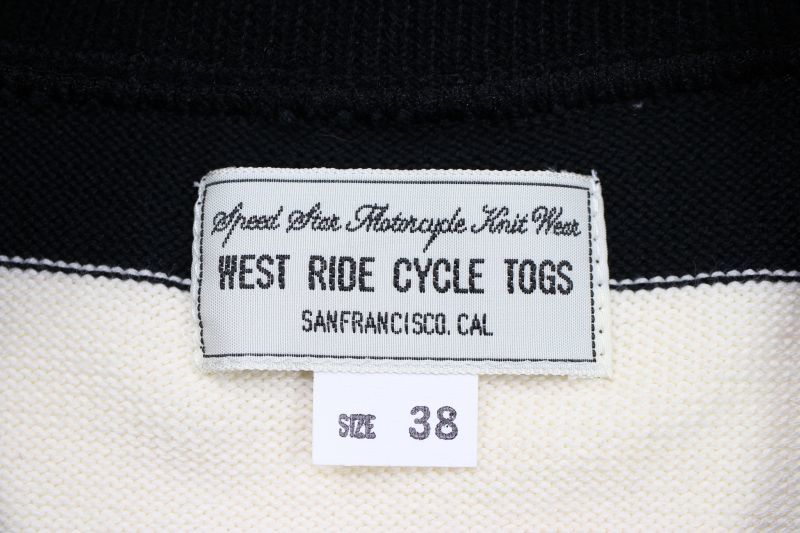 Speed Star Motorcycle Knit Wear
WEST RIDE CYCLE TOGS
SANFRANCISCO. CAL
SIZE 38